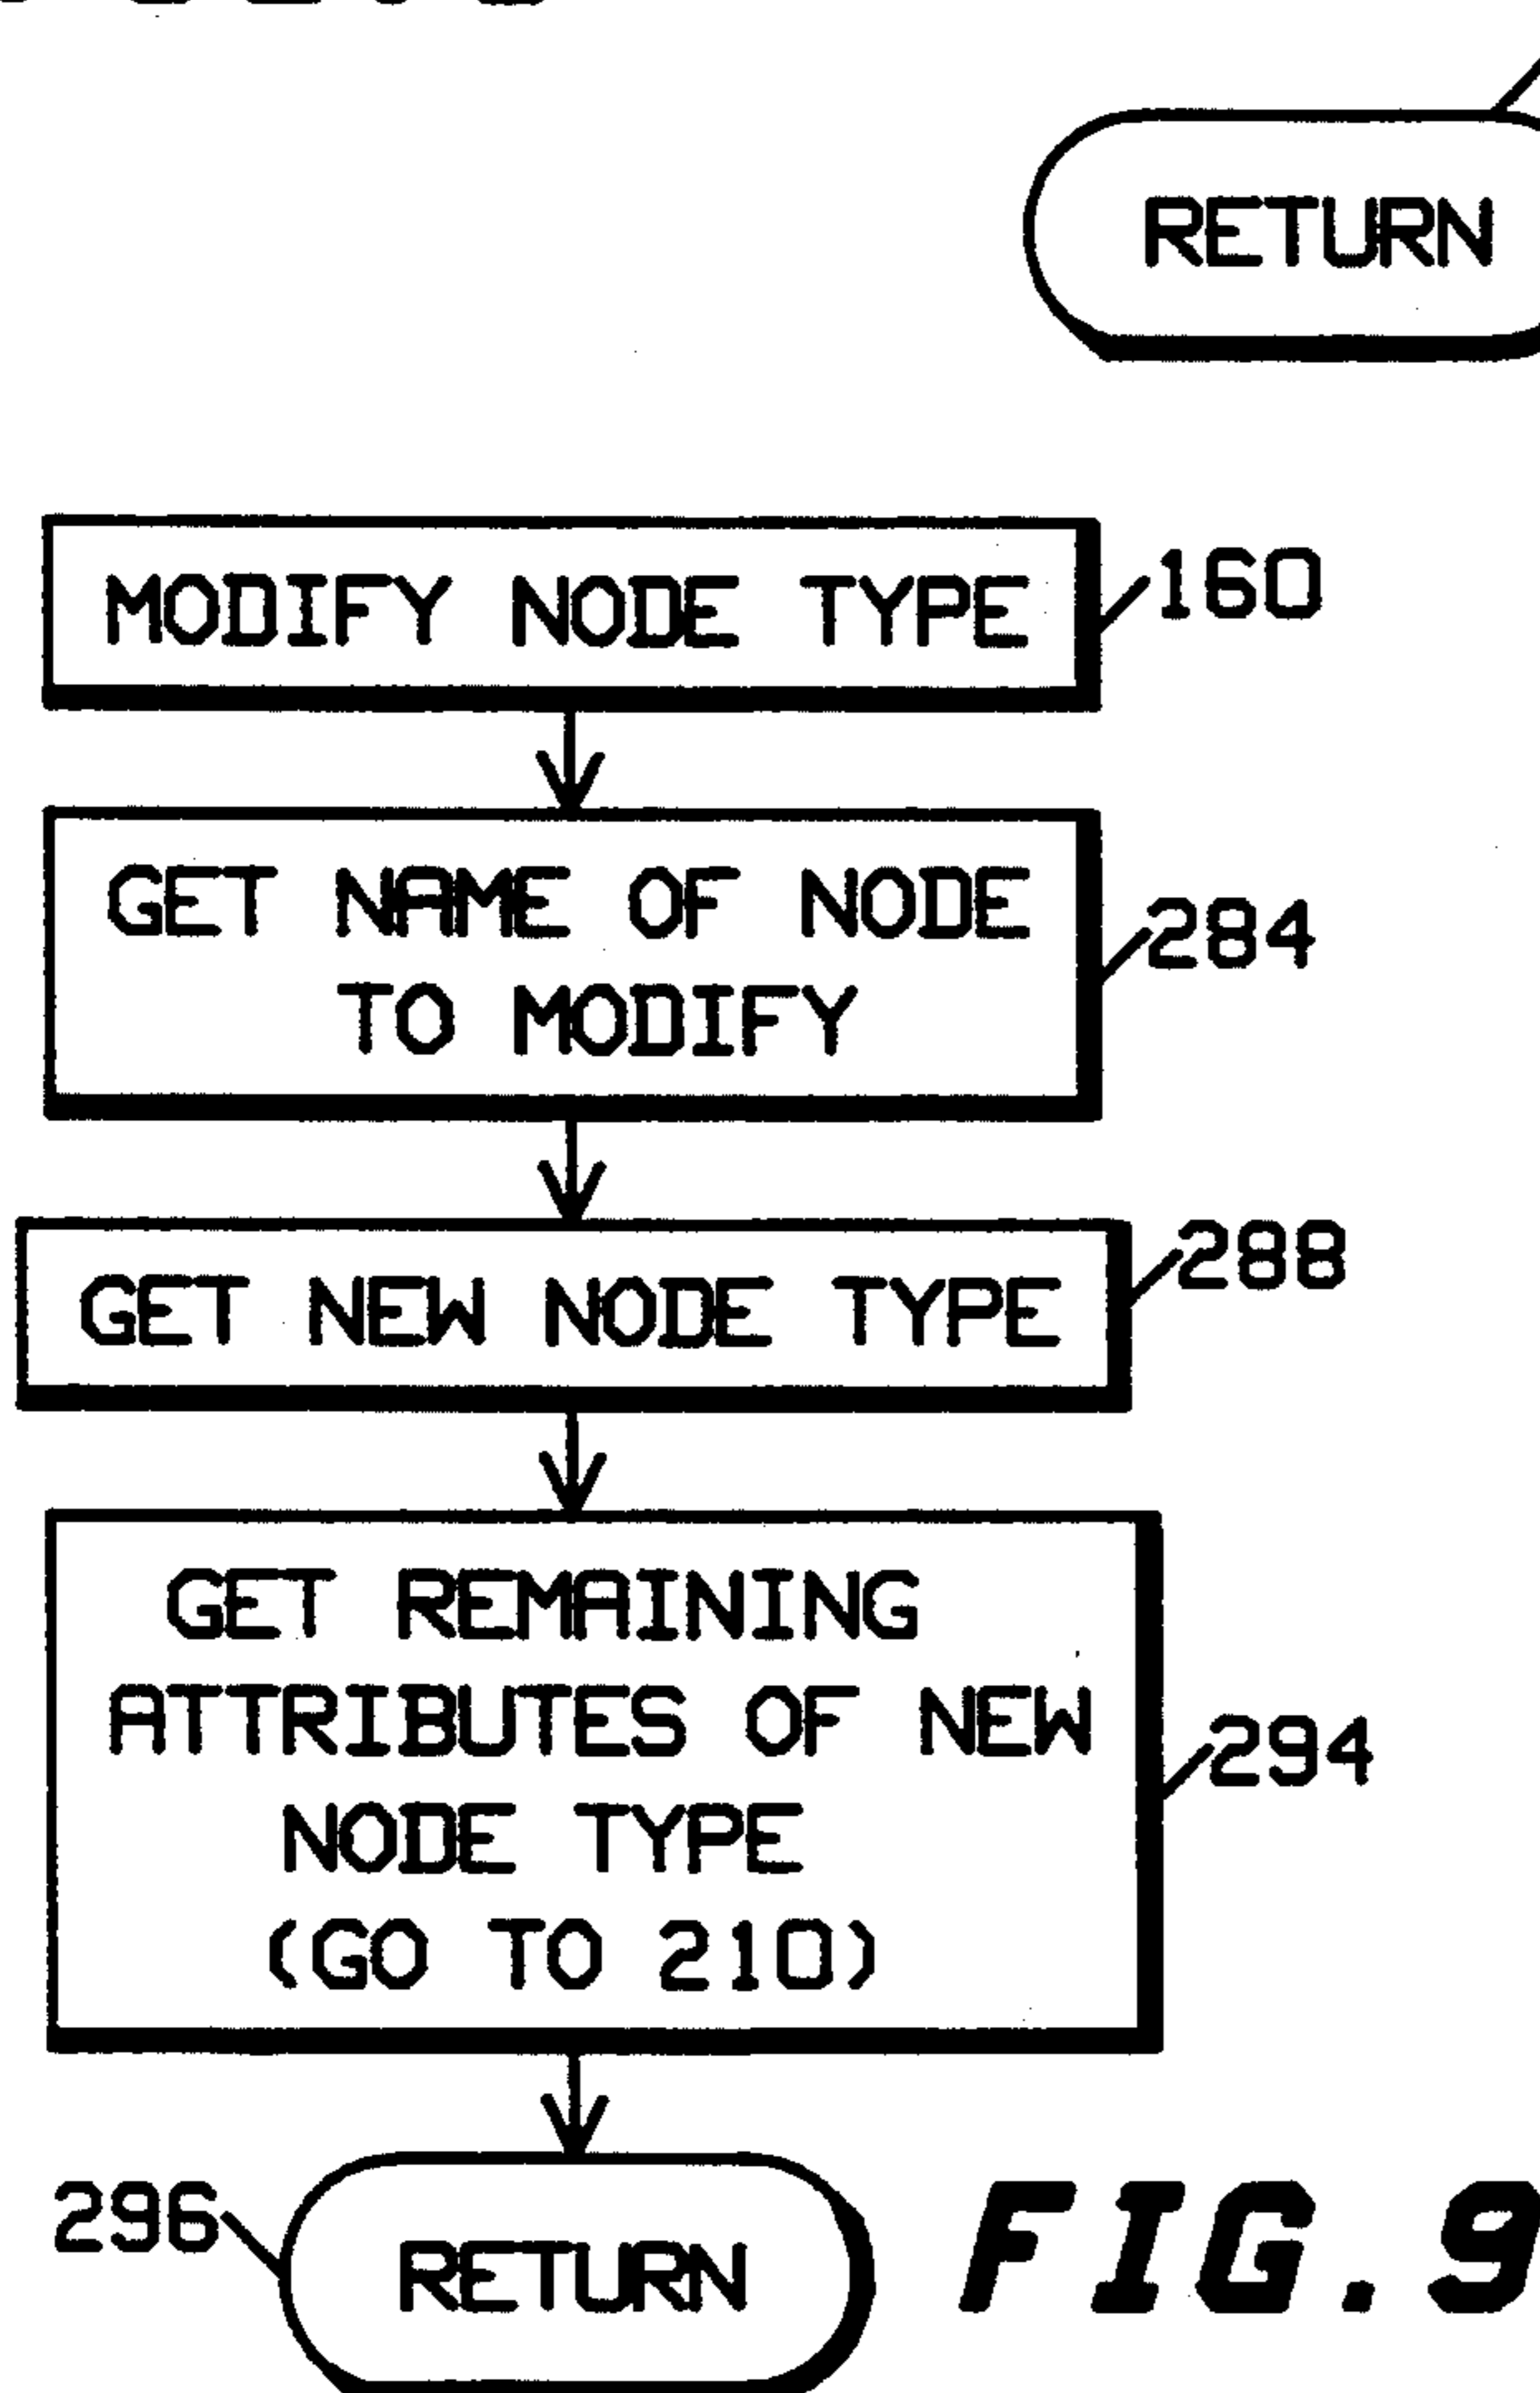 RETURN
MODIFY NODE TYPE
160
GET NAME OF NODE
TO MODIFY
284
GET NEW NODE TYPE
288
GET REMAINING
ATTRIBUTES OF NEW
NODE TYPE
(GO TO 210)
294
296
RETURN
FIG.9